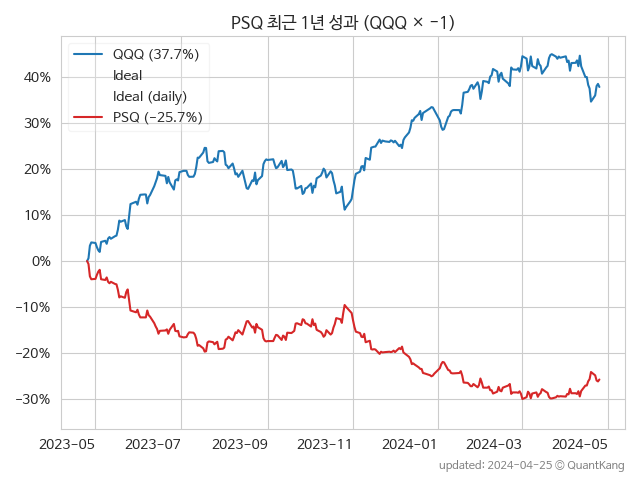 PSQ 최근 1년 성과 (QQQ × −1)
QQQ (37.7%)
Ideal
Ideal (daily)
PSQ (−25.7%)
40%
30%
20%
10%
0%
−10%
−20%
−30%
2023-05 2023-07 2023-09 2023-11 2024-01 2024-03 2024-05
updated: 2024-04-25 © QuantKang